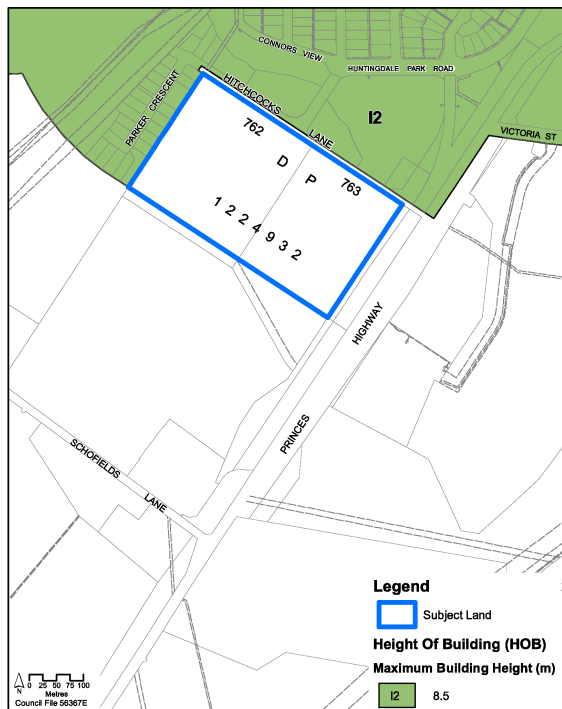 CONNORS VIEW
HUNTINGDALE PARK ROAD
PARKER CRESCENT
HITCHCOCKS LANE
I2
VICTORIA ST
762
D P
763
1 2 2 4 9 3 2
PRINCES HIGHWAY
SCHOFIELDS LANE
Legend
Subject Land
Height Of Building (HOB)
Maximum Building Height (m)
I2 8.5
N
0 25 50 75 100
Metres
Council File 56367E